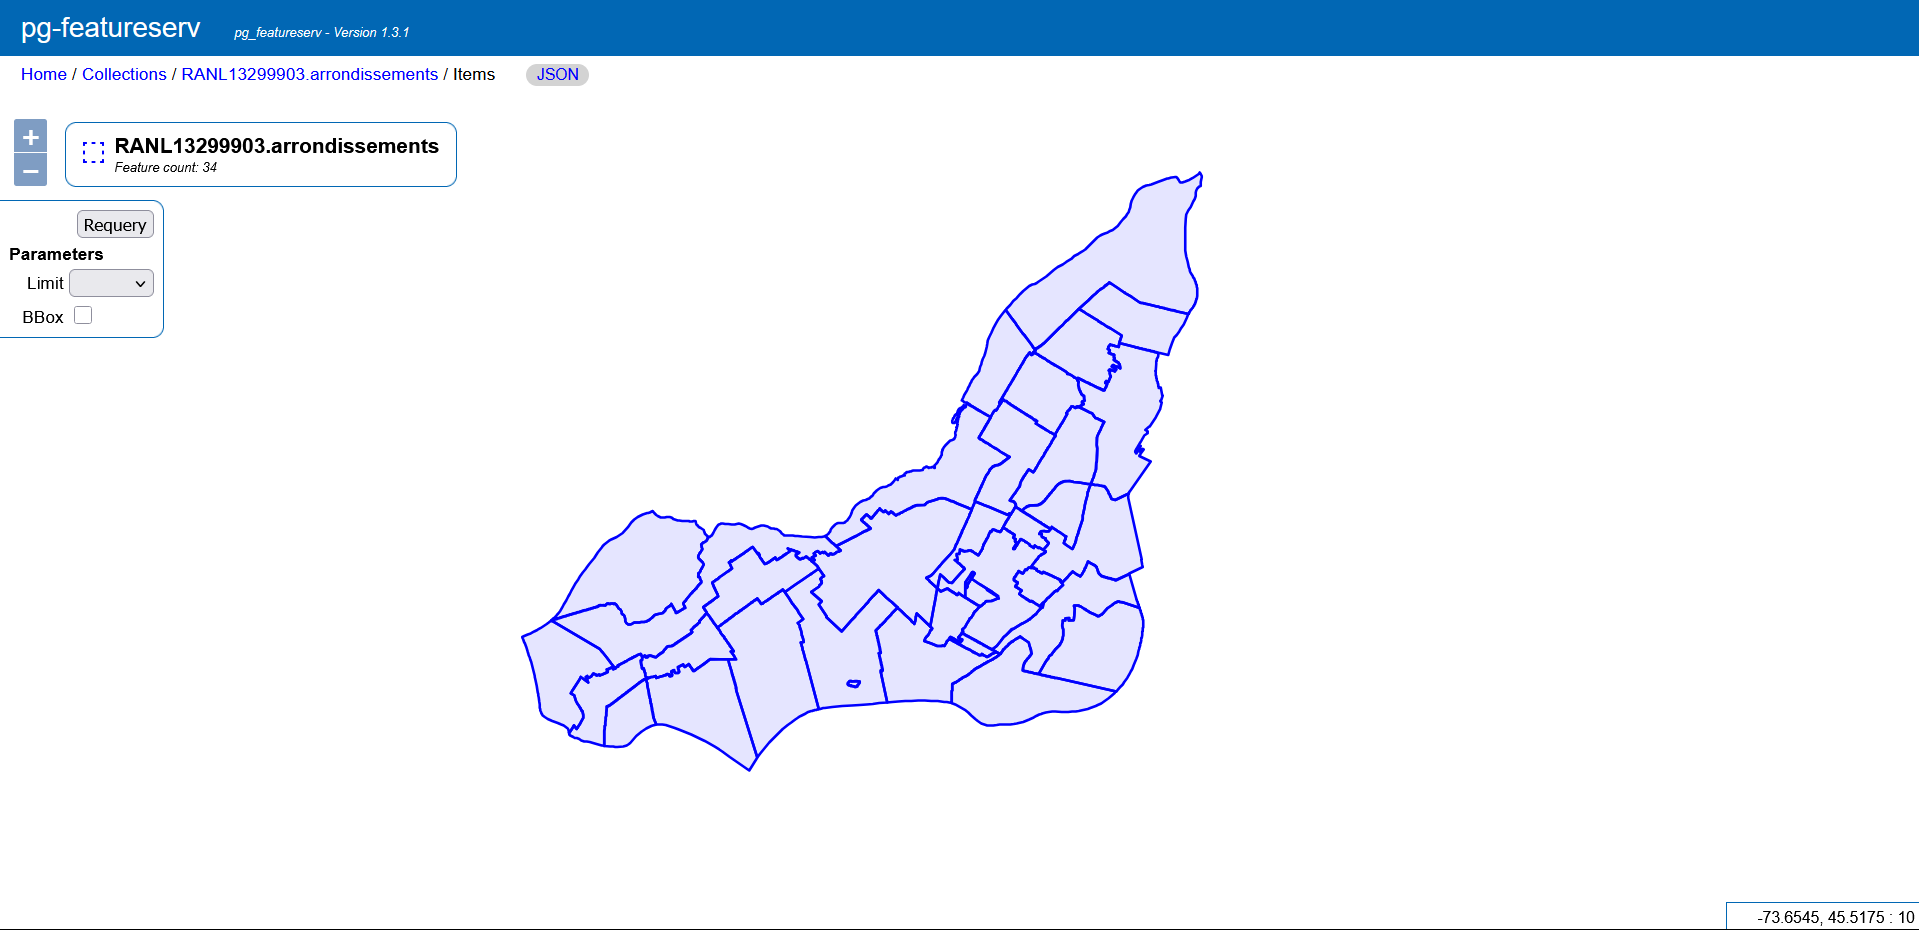 pg-featureserv
pg_featureserv - Version 1.3.1
Home / Collections / RANL13299903.arrondissements / Items
JSON
+
−
RANL13299903.arrondissements
Feature count: 34
Requery
Parameters
Limit
BBox
-73.6545, 45.5175 : 10